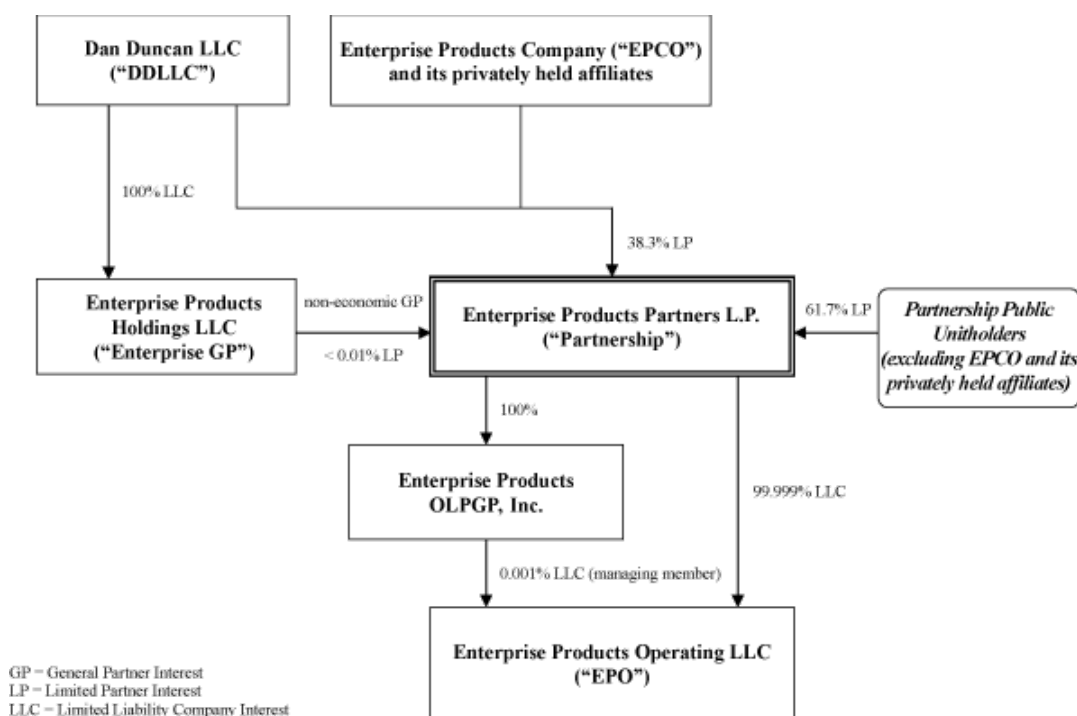 Dan Duncan LLC
(“DDLLC”)
Enterprise Products Company (“EPCO”)
and its privately held affiliates
100% LLC
38.3% LP
Enterprise Products
Holdings LLC
(“Enterprise GP”)
non-economic GP
< 0.01% LP
Enterprise Products Partners L.P.
(“Partnership”)
61.7% LP
Partnership Public
Unitholders
(excluding EPCO and its
privately held affiliates)
100%
Enterprise Products
OLPGP, Inc.
99.999% LLC
0.001% LLC (managing member)
Enterprise Products Operating LLC
(“EPO”)
GP = General Partner Interest
LP = Limited Partner Interest
LLC = Limited Liability Company Interest